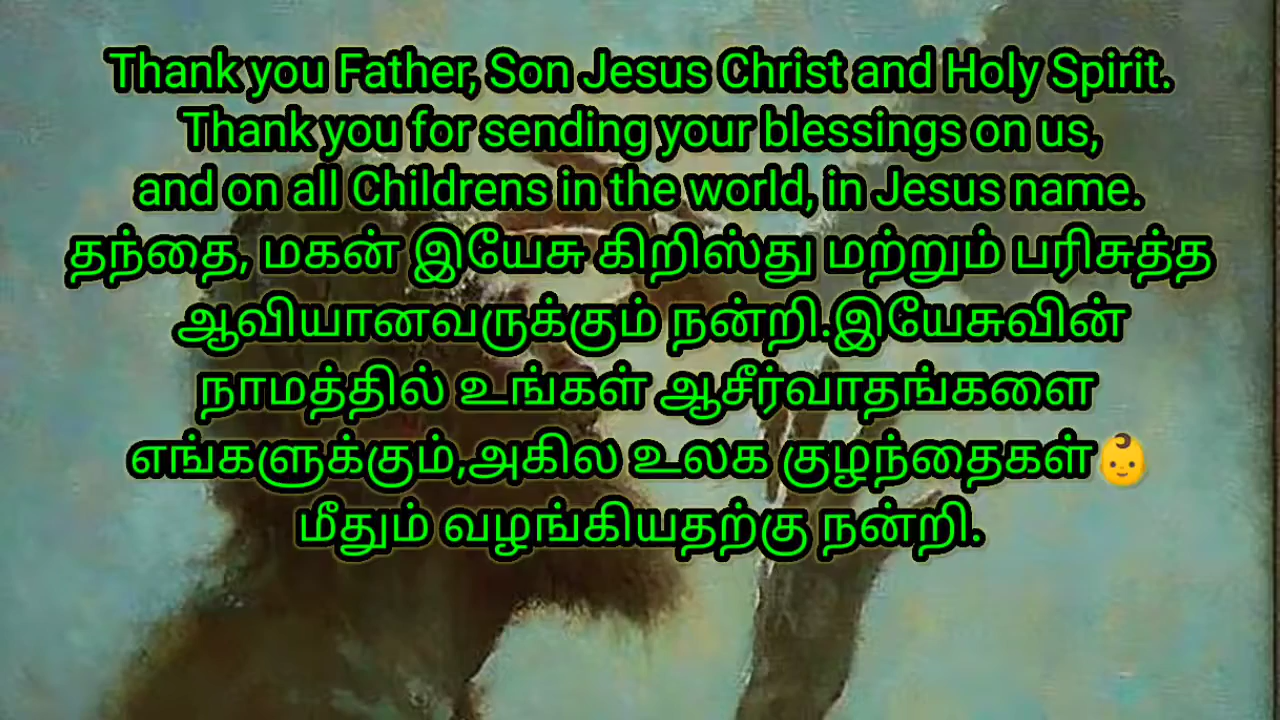 Thank you Father, Son Jesus Christ and Holy Spirit.
Thank you for sending your blessings on us,
and on all Childrens in the world, in Jesus name.
தந்தை, மகன் இயேசு கிறிஸ்து மற்றும் பரிசுத்த
ஆவியானவருக்கும் நன்றி.இயேசுவின்
நாமத்தில் உங்கள் ஆசீர்வாதங்களை
எங்களுக்கும்,அகில உலக குழந்தைகள்👶
மீதும் வழங்கியதற்கு நன்றி.